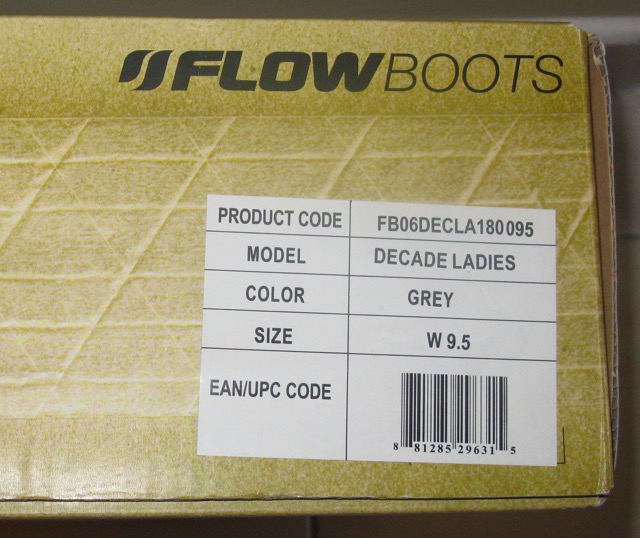 FLOWBOOTS
PRODUCT CODE FB06DECLA180095
MODEL DECADE LADIES
COLOR GREY
SIZE W 9.5
EAN/UPC CODE
8 81285 29631 5